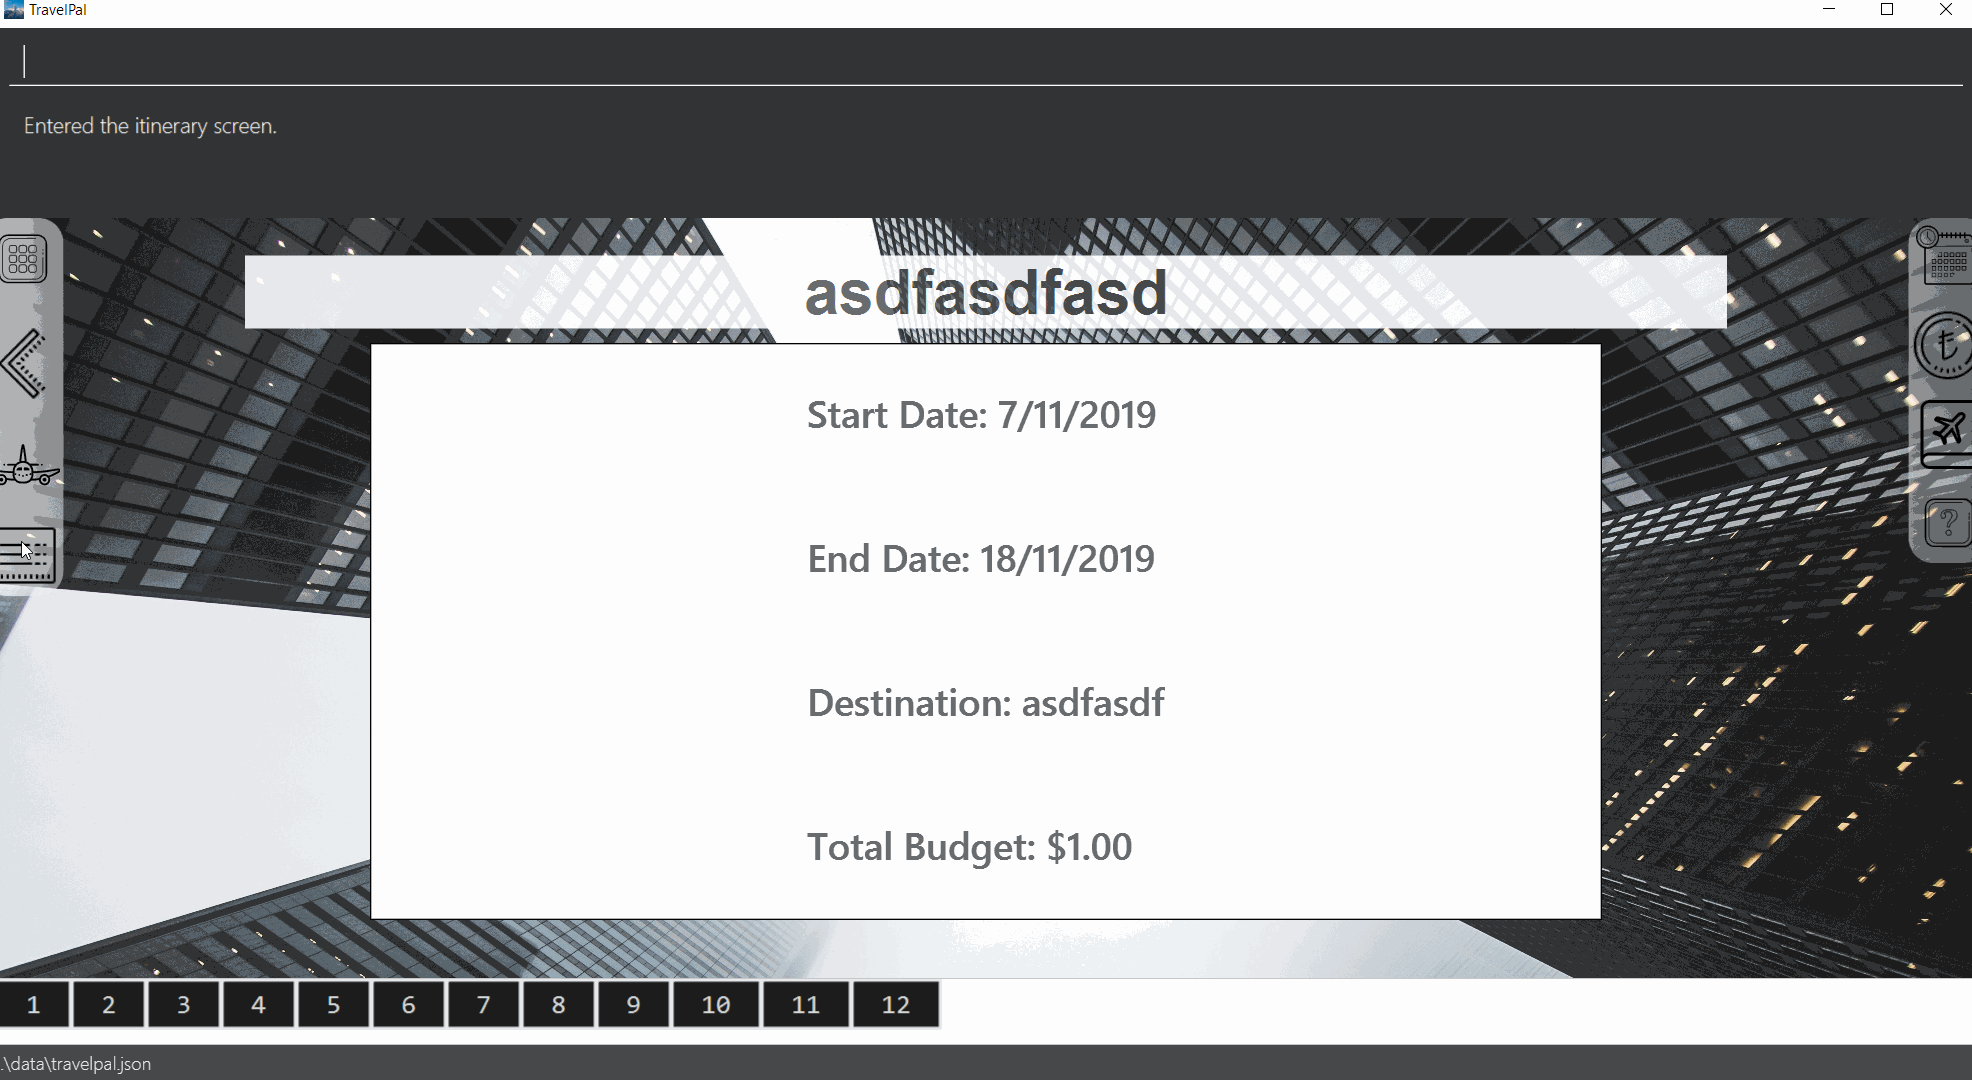 TravelPal
Entered the itinerary screen.
asdfasdfasd
Start Date: 7/11/2019
End Date: 18/11/2019
Destination: asdfasdf
Total Budget: $1.00
1 2 3 4 5 6 7 8 9 10 11 12
.\data\travelpal.json